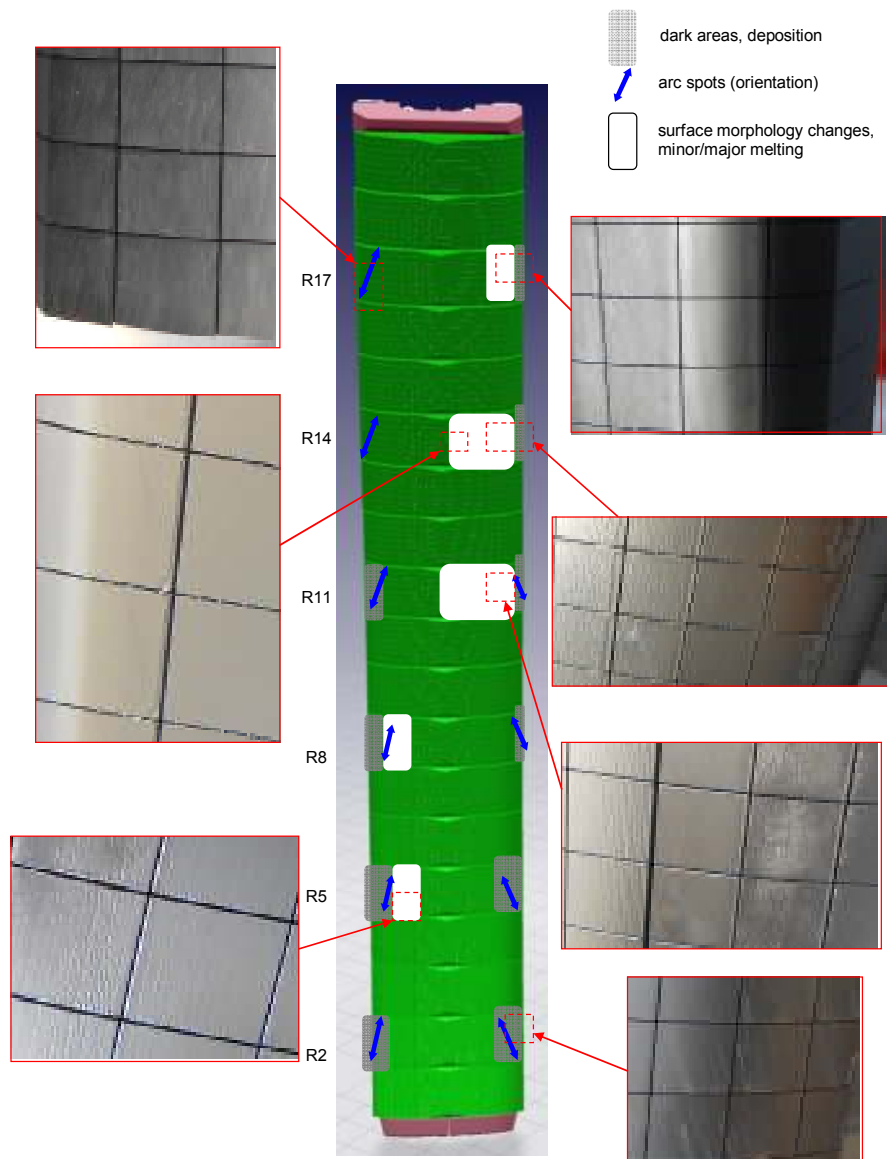 dark areas, deposition
arc spots (orientation)
surface morphology changes,
minor/major melting
R17
R14
R11
R8
R5
R2